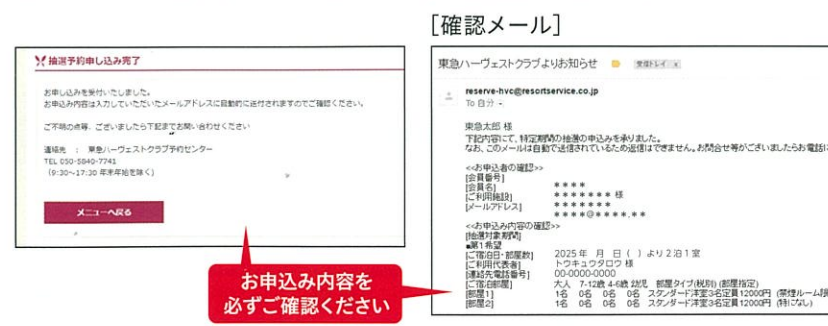 [確認メール]
抽選予約申し込み完了
お申し込みを受付いたしました。
お申込み内容は入力していただいたメールアドレスに自動的に送付されますのでご確認ください。
ご不明の点等、ございましたら下記までお問い合わせください
連絡先 : 東急ハーヴェストクラブ予約センター
TEL 050-5840-7741
(9:30～17:30 年末年始を除く)
メニューへ戻る
お申込み内容を
必ずご確認ください
東急ハーヴェストクラブよりお知らせ 受信トレイ x
reserve-hvc@resortservice.co.jp
To 自分
東急太郎 様
下記内容にて、特定期間の抽選の申込みを承りました。
なお、このメールは自動で送信されているため返信はできません。お問合せ等がございましたらお電話に
<<お申込者の確認>>
[会員番号] ****
[会員名] ******* 様
[ご利用施設] *******
[メールアドレス] ****@****.**
<<お申込み内容の確認>>
[抽選対象期間]
■第1希望
[ご宿泊日・部屋数] 2025年 月 日 ( ) より2泊1室
[ご利用代表者] トウキュウタロウ 様
[連絡先電話番号] 00-0000-0000
[ご宿泊部屋] 大人 7-12歳 4-6歳 幼児 部屋タイプ(税別) (部屋指定)
[部屋1] 1名 0名 0名 0名 スタンダード洋室3名定員12000円 (禁煙ルーム限
[部屋2] 1名 0名 0名 0名 スタンダード洋室3名定員12000円 (特になし)